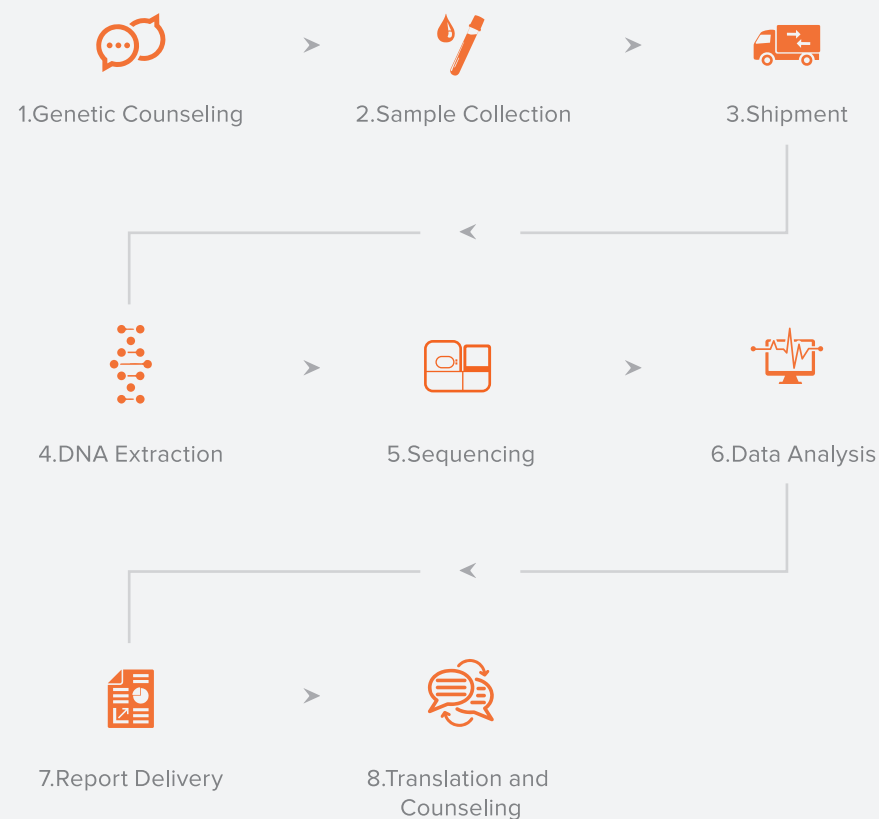 1.Genetic Counseling
2.Sample Collection
3.Shipment
4.DNA Extraction
5.Sequencing
6.Data Analysis
7.Report Delivery
8.Translation and
Counseling